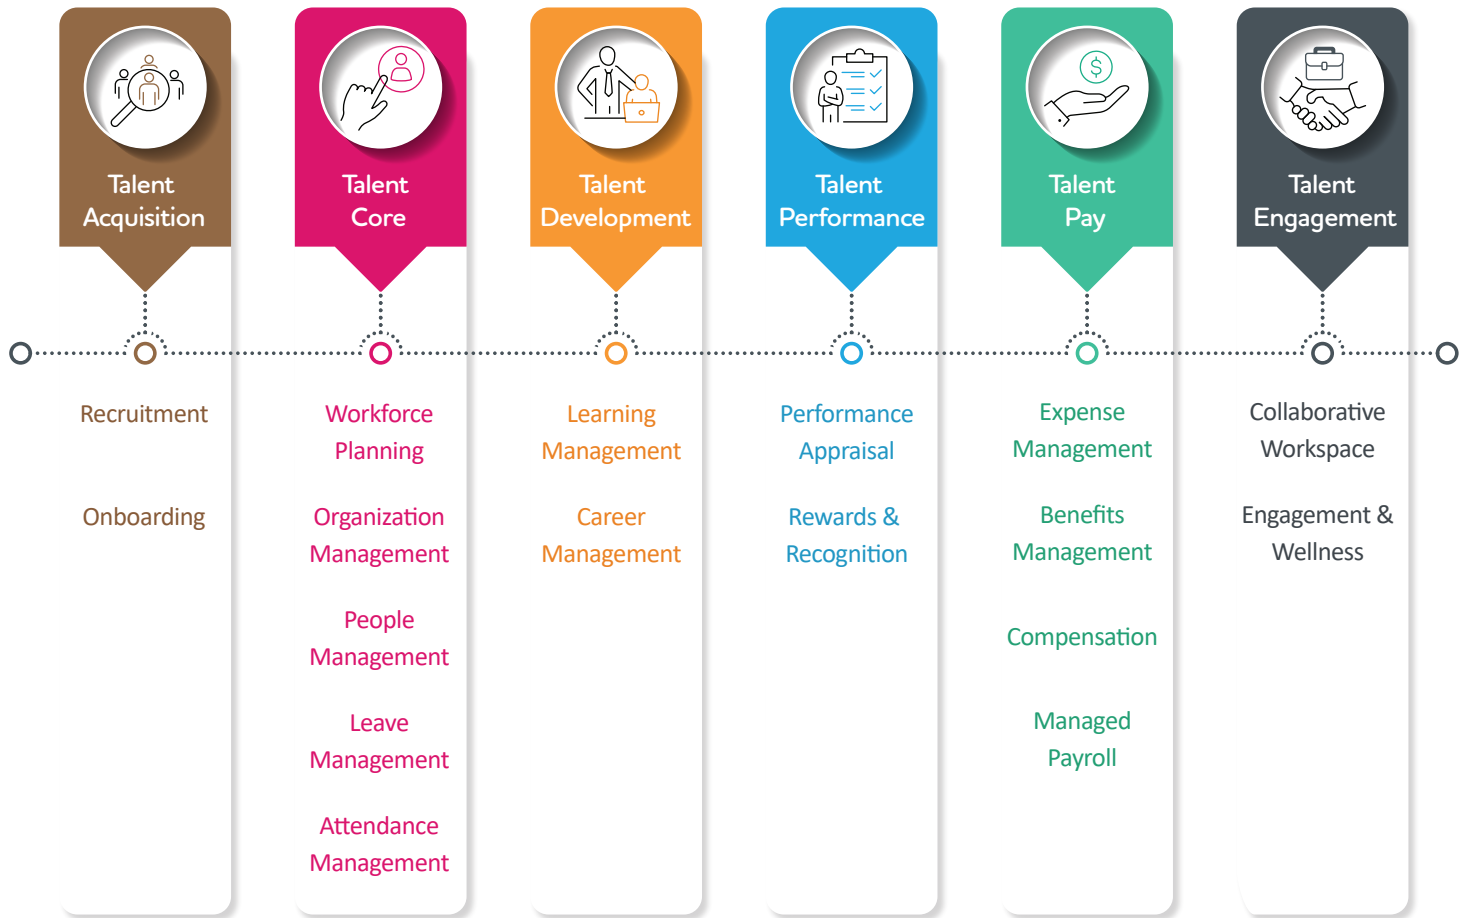 Talent
Acquisition
Talent
Core
Talent
Development
Talent
Performance
Talent
Pay
Talent
Engagement
Recruitment
Onboarding
Workforce
Planning
Organization
Management
People
Management
Leave
Management
Attendance
Management
Learning
Management
Career
Management
Performance
Appraisal
Rewards &
Recognition
Expense
Management
Benefits
Management
Compensation
Managed
Payroll
Collaborative
Workspace
Engagement &
Wellness